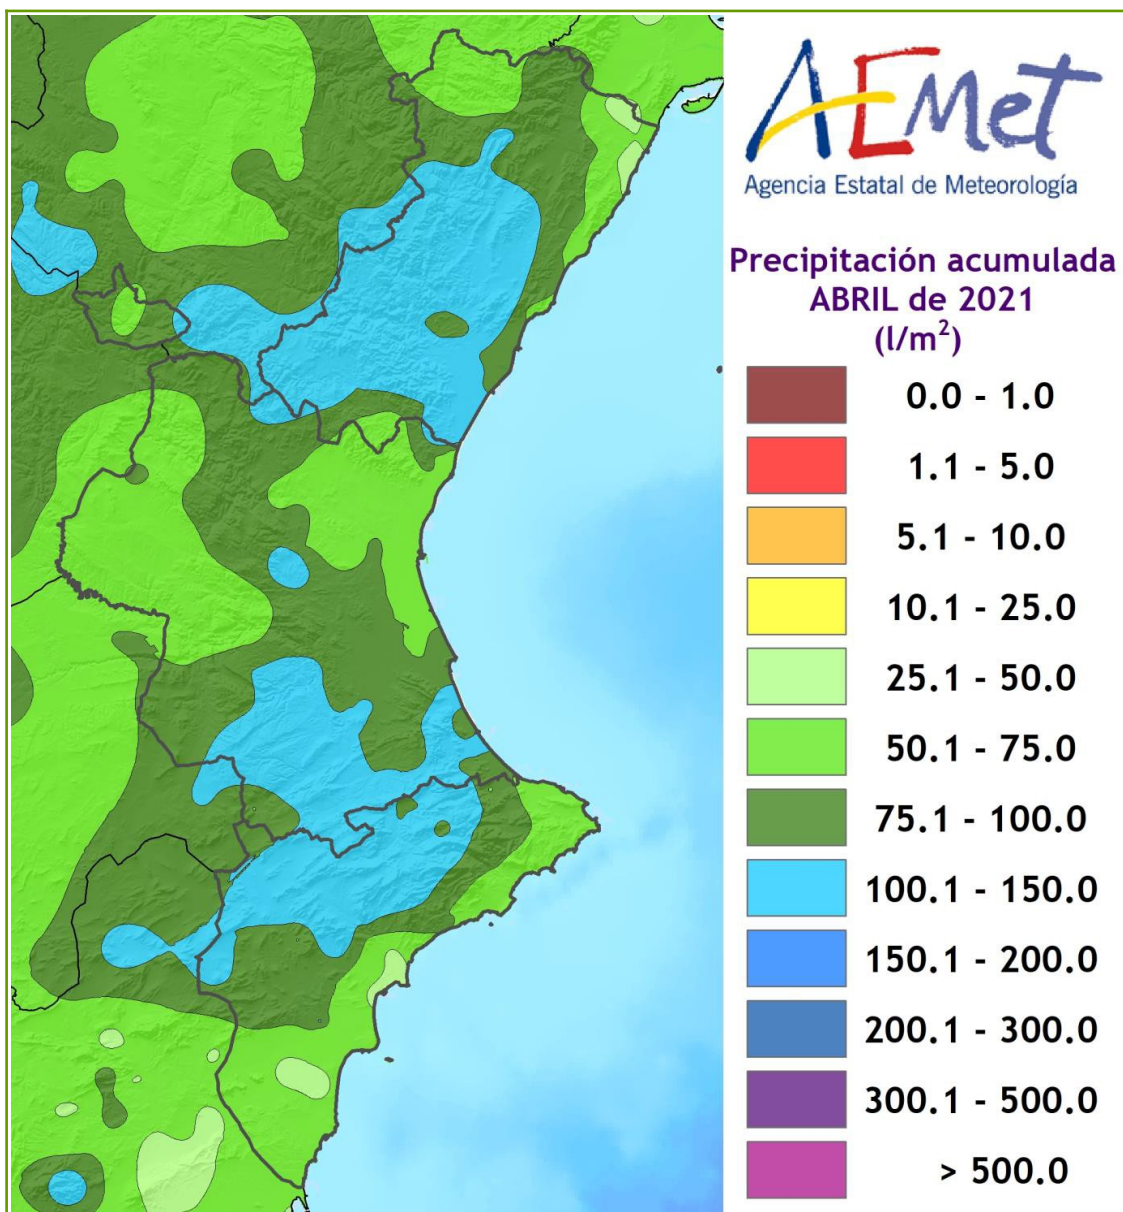 AEMet
Agencia Estatal de Meteorología
Precipitación acumulada
ABRIL de 2021
(l/m²)
0.0 - 1.0
1.1 - 5.0
5.1 - 10.0
10.1 - 25.0
25.1 - 50.0
50.1 - 75.0
75.1 - 100.0
100.1 - 150.0
150.1 - 200.0
200.1 - 300.0
300.1 - 500.0
> 500.0